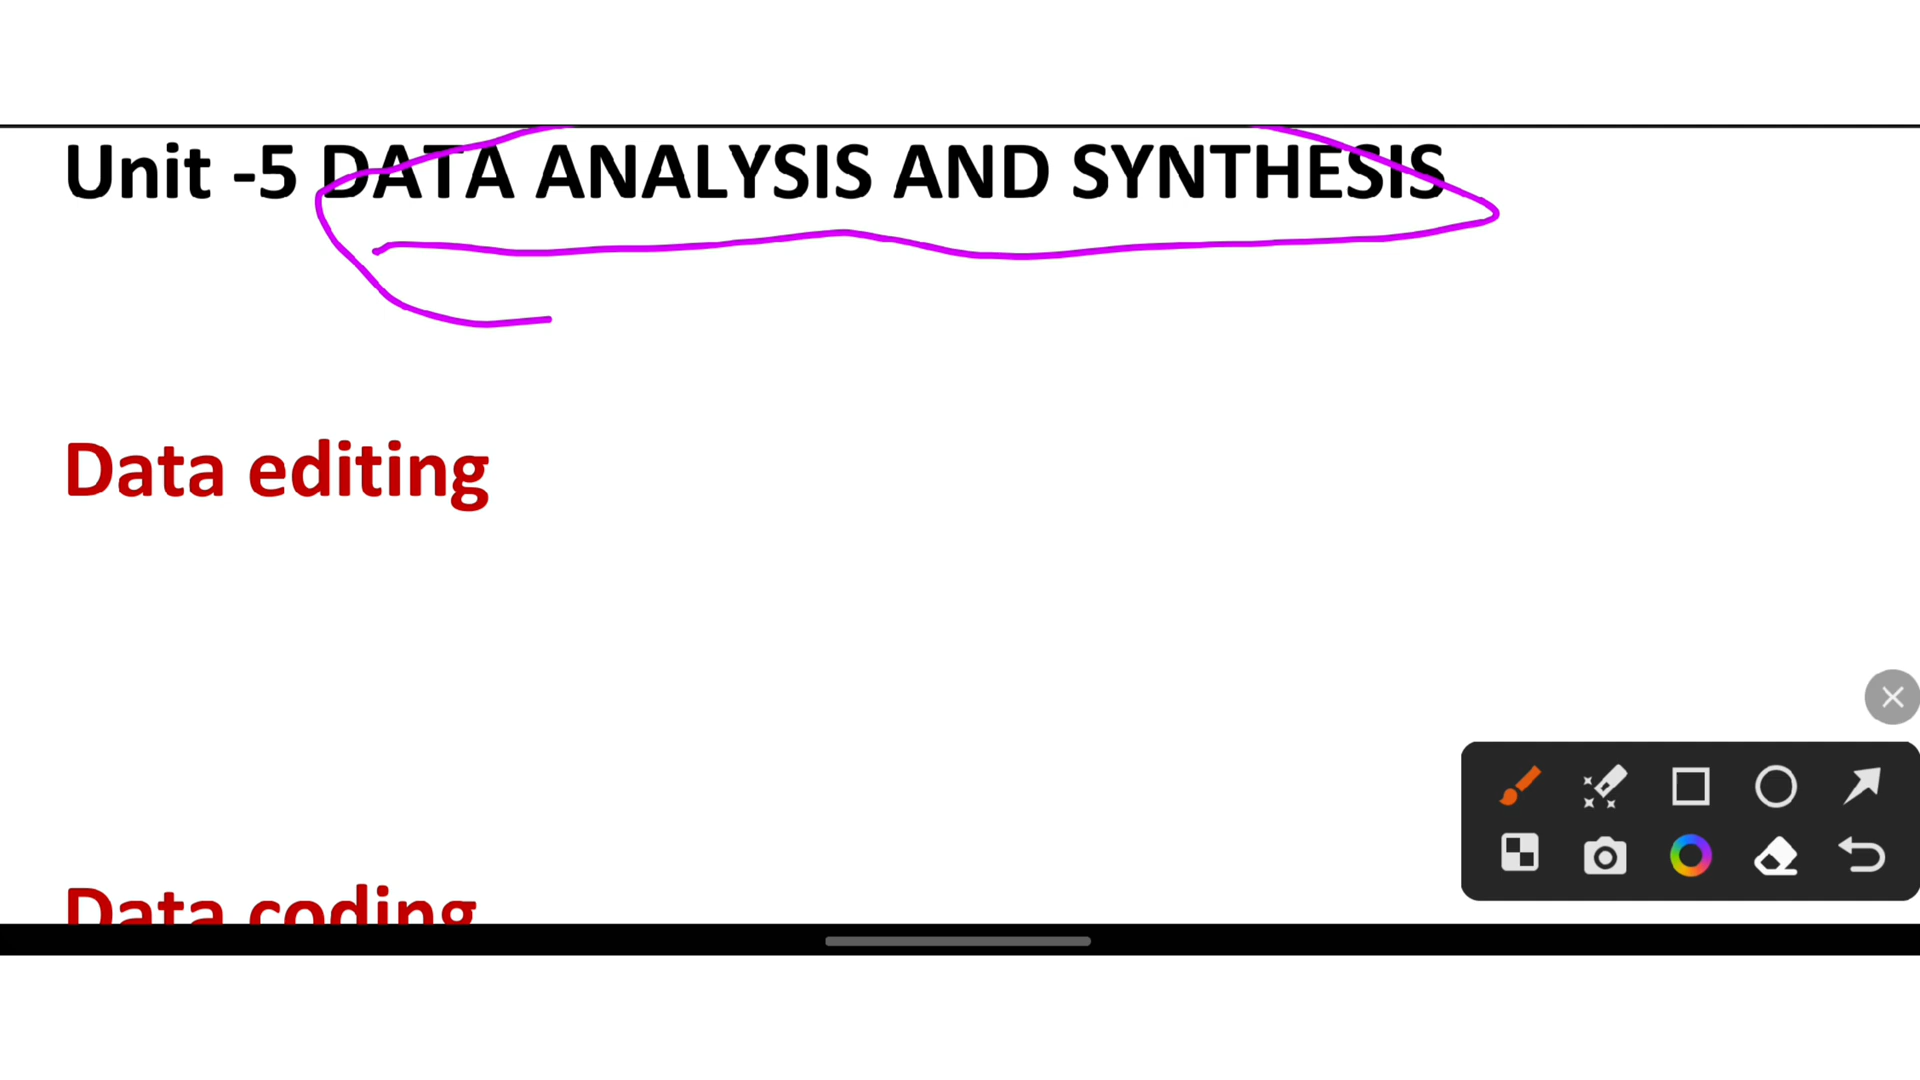 Unit -5 DATA ANALYSIS AND SYNTHESIS
Data editing
Data coding